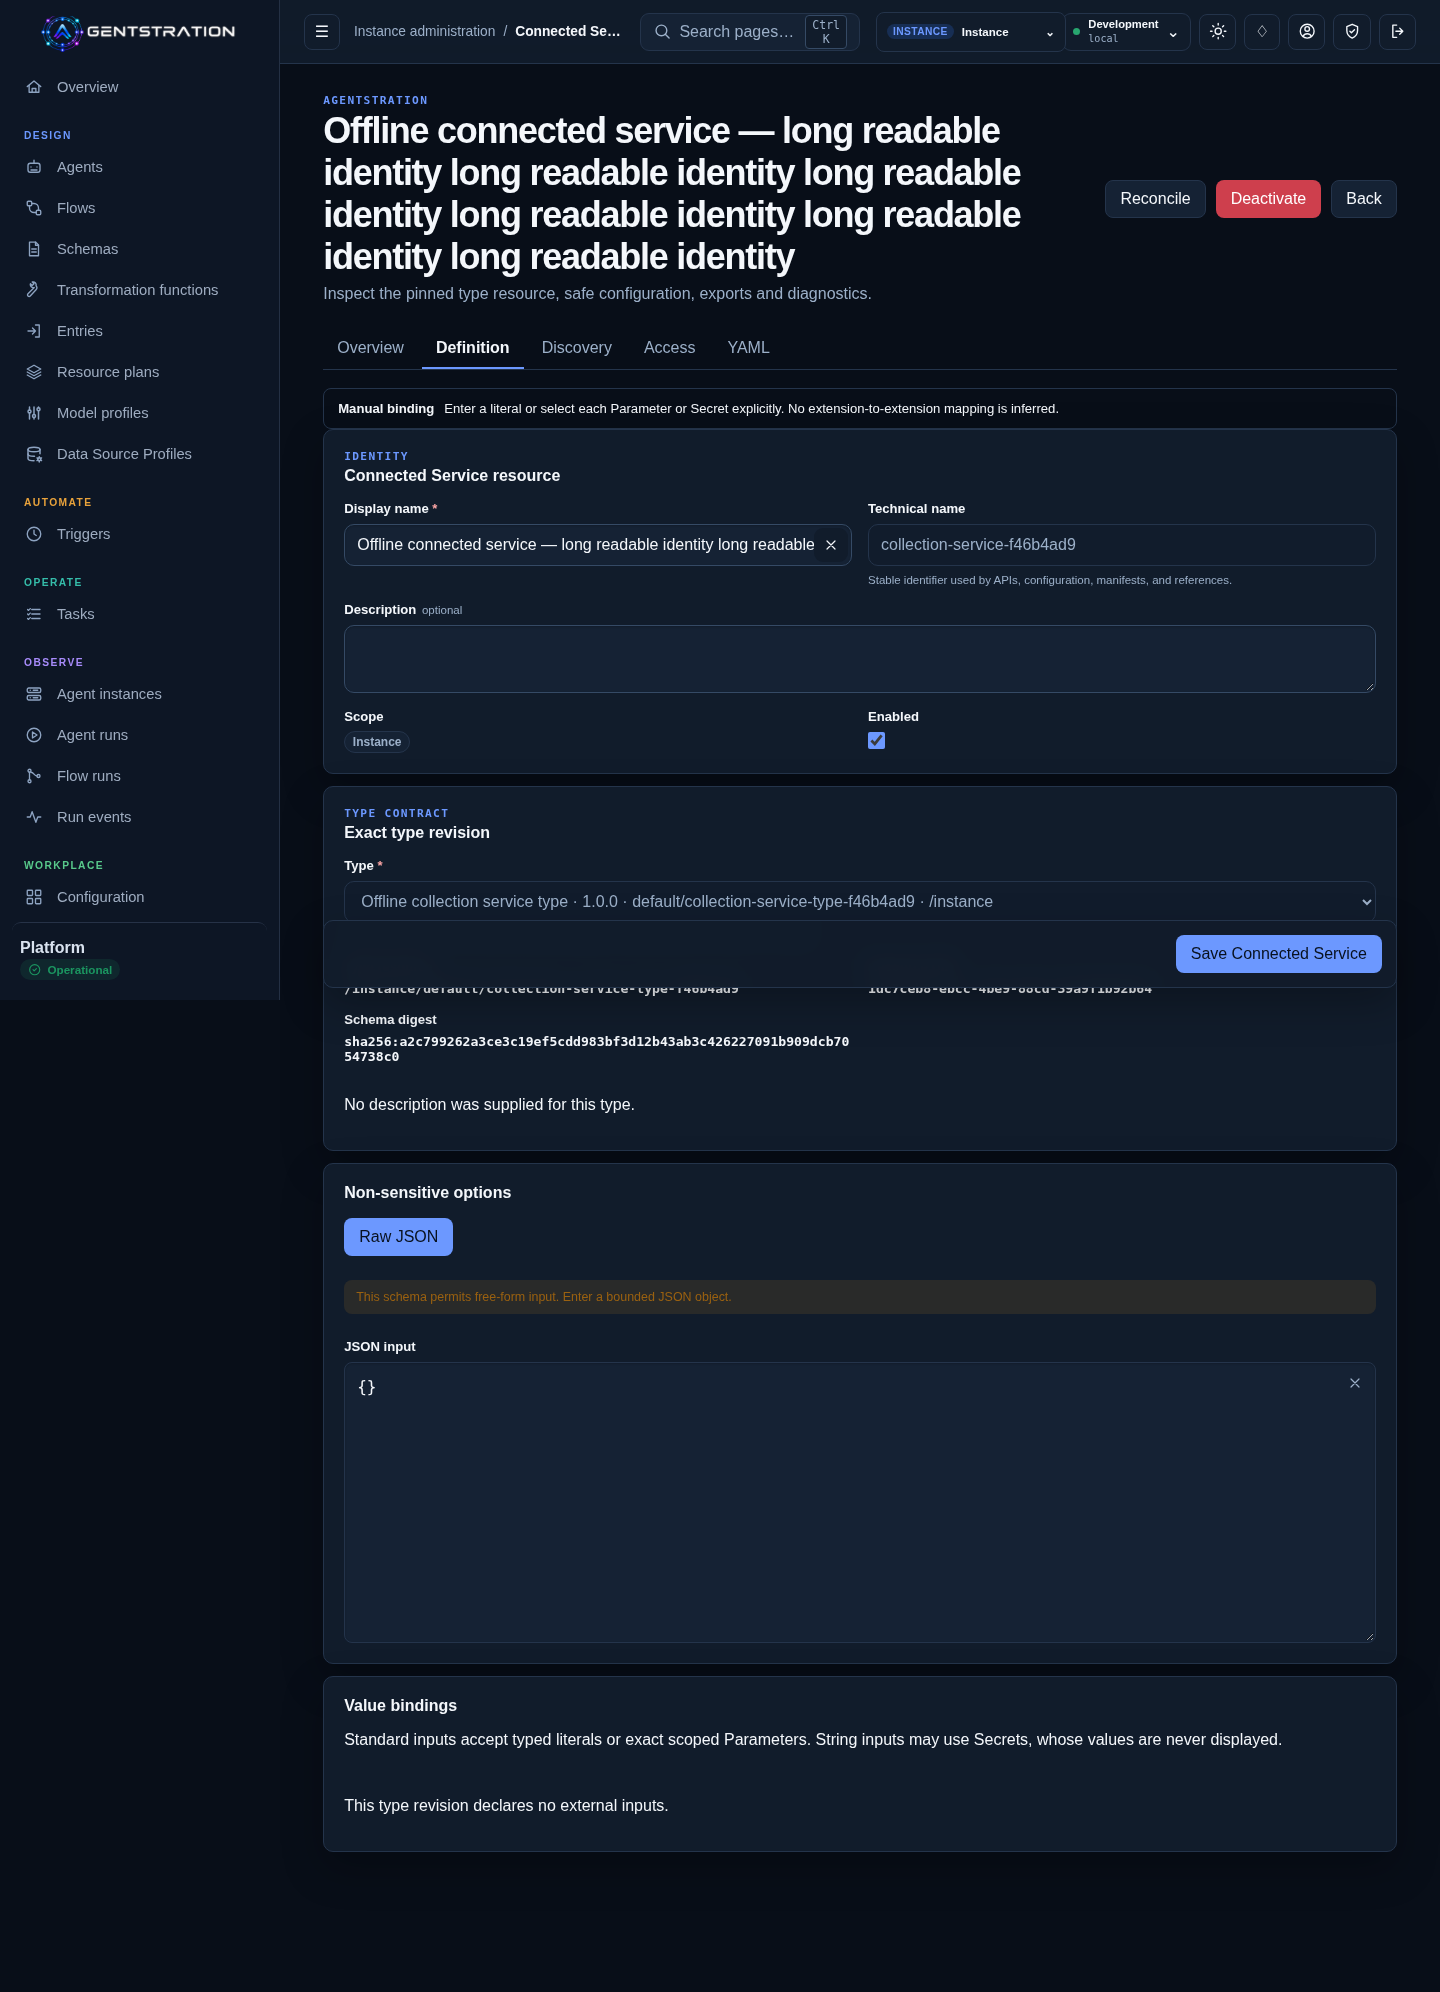 GENTSTRATION
Overview
DESIGN
Agents
Flows
Schemas
Transformation functions
Entries
Resource plans
Model profiles
Data Source Profiles
AUTOMATE
Triggers
OPERATE
Tasks
OBSERVE
Agent instances
Agent runs
Flow runs
Run events
WORKPLACE
Configuration
Platform
Operational
Instance administration / Connected Se…
Search pages… Ctrl K
INSTANCE Instance
Development
local
AGENTSTRATION
Offline connected service — long readable
identity long readable identity long readable
identity long readable identity long readable
identity long readable identity
Inspect the pinned type resource, safe configuration, exports and diagnostics.
Reconcile Deactivate Back
Overview Definition Discovery Access YAML
Manual binding Enter a literal or select each Parameter or Secret explicitly. No extension-to-extension mapping is inferred.
IDENTITY
Connected Service resource
Display name * Technical name
Offline connected service — long readable identity long readable collection-service-f46b4ad9
Stable identifier used by APIs, configuration, manifests, and references.
Description optional
Scope Enabled
Instance
TYPE CONTRACT
Exact type revision
Type *
Offline collection service type · 1.0.0 · default/collection-service-type-f46b4ad9 · /instance
Save Connected Service
/instance/default/collection-service-type-f46b4ad9 1dc7ceb8-ebcc-4be9-88cd-39a9f1b92b64
Schema digest
sha256:a2c799262a3ce3c19ef5cdd983bf3d12b43ab3c426227091b909dcb70
54738c0
No description was supplied for this type.
Non-sensitive options
Raw JSON
This schema permits free-form input. Enter a bounded JSON object.
JSON input
{}
Value bindings
Standard inputs accept typed literals or exact scoped Parameters. String inputs may use Secrets, whose values are never displayed.
This type revision declares no external inputs.